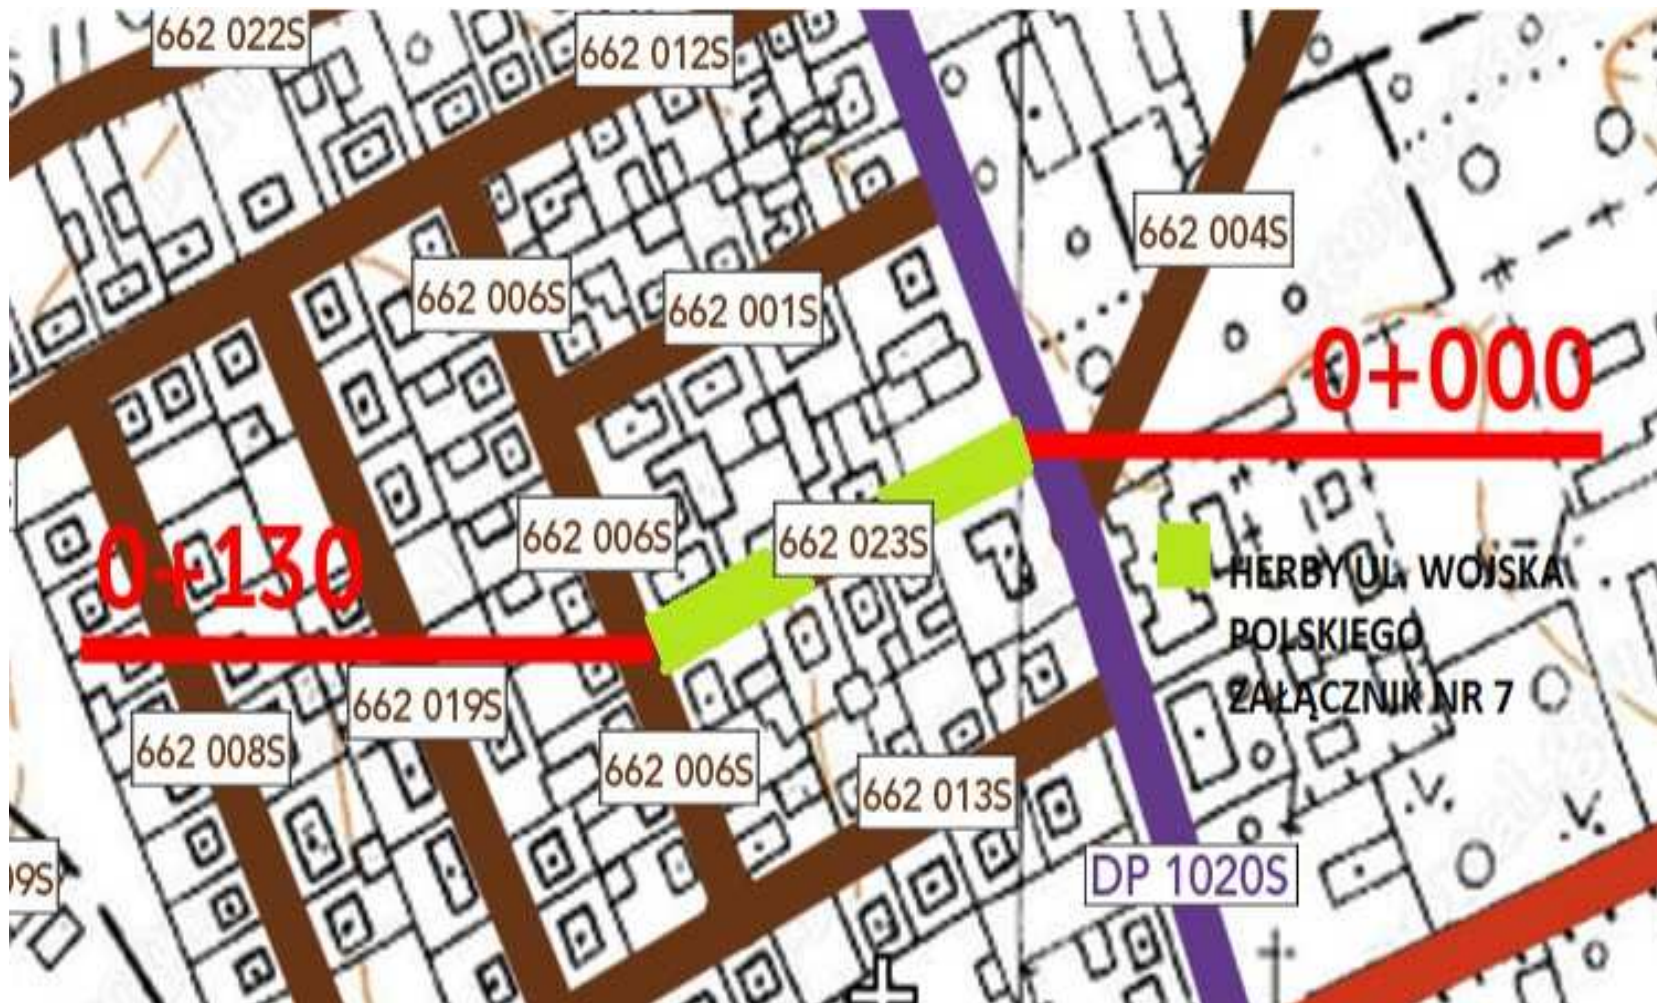 662 022S
662 012S
662 004S
662 006S
662 001S
0+000
662 006S
662 023S
0+130
HERBY UL. WOJSKA
POLSKIEGO
ZAŁĄCZNIK NR 7
662 019S
662 008S
662 006S
662 013S
9S
DP 1020S